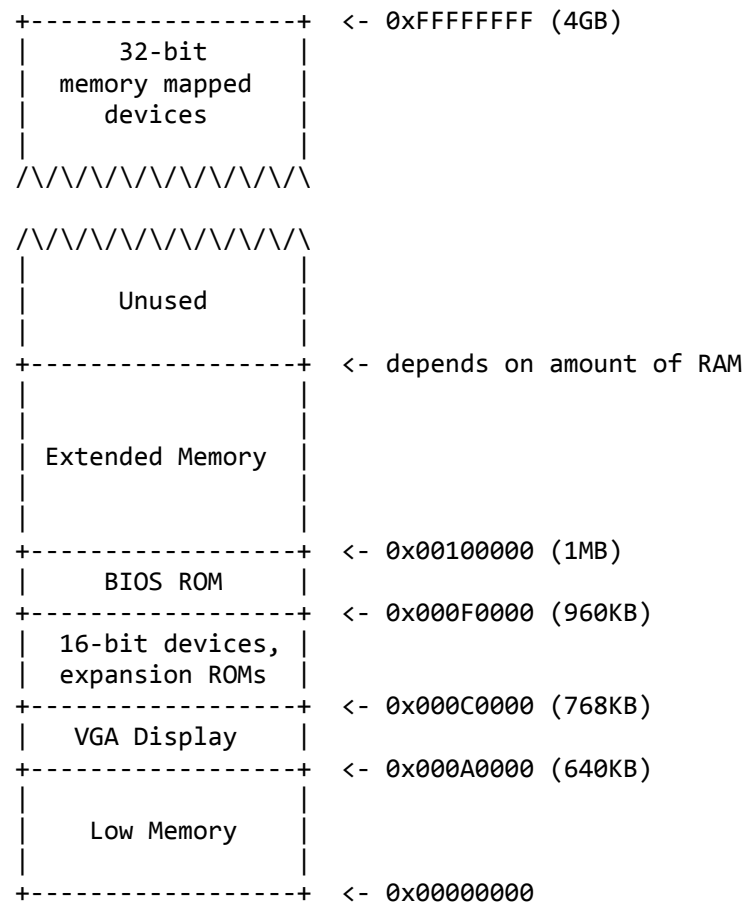 +------------------+  <- 0xFFFFFFFF (4GB)
|      32-bit      |
|  memory mapped   |
|     devices      |
|                  |
/\/\/\/\/\/\/\/\/\/\

/\/\/\/\/\/\/\/\/\/\
|                  |
|      Unused      |
|                  |
+------------------+  <- depends on amount of RAM
|                  |
|                  |
| Extended Memory  |
|                  |
|                  |
+------------------+  <- 0x00100000 (1MB)
|     BIOS ROM     |
+------------------+  <- 0x000F0000 (960KB)
|  16-bit devices, |
|  expansion ROMs  |
+------------------+  <- 0x000C0000 (768KB)
|   VGA Display    |
+------------------+  <- 0x000A0000 (640KB)
|                  |
|    Low Memory    |
|                  |
+------------------+  <- 0x00000000